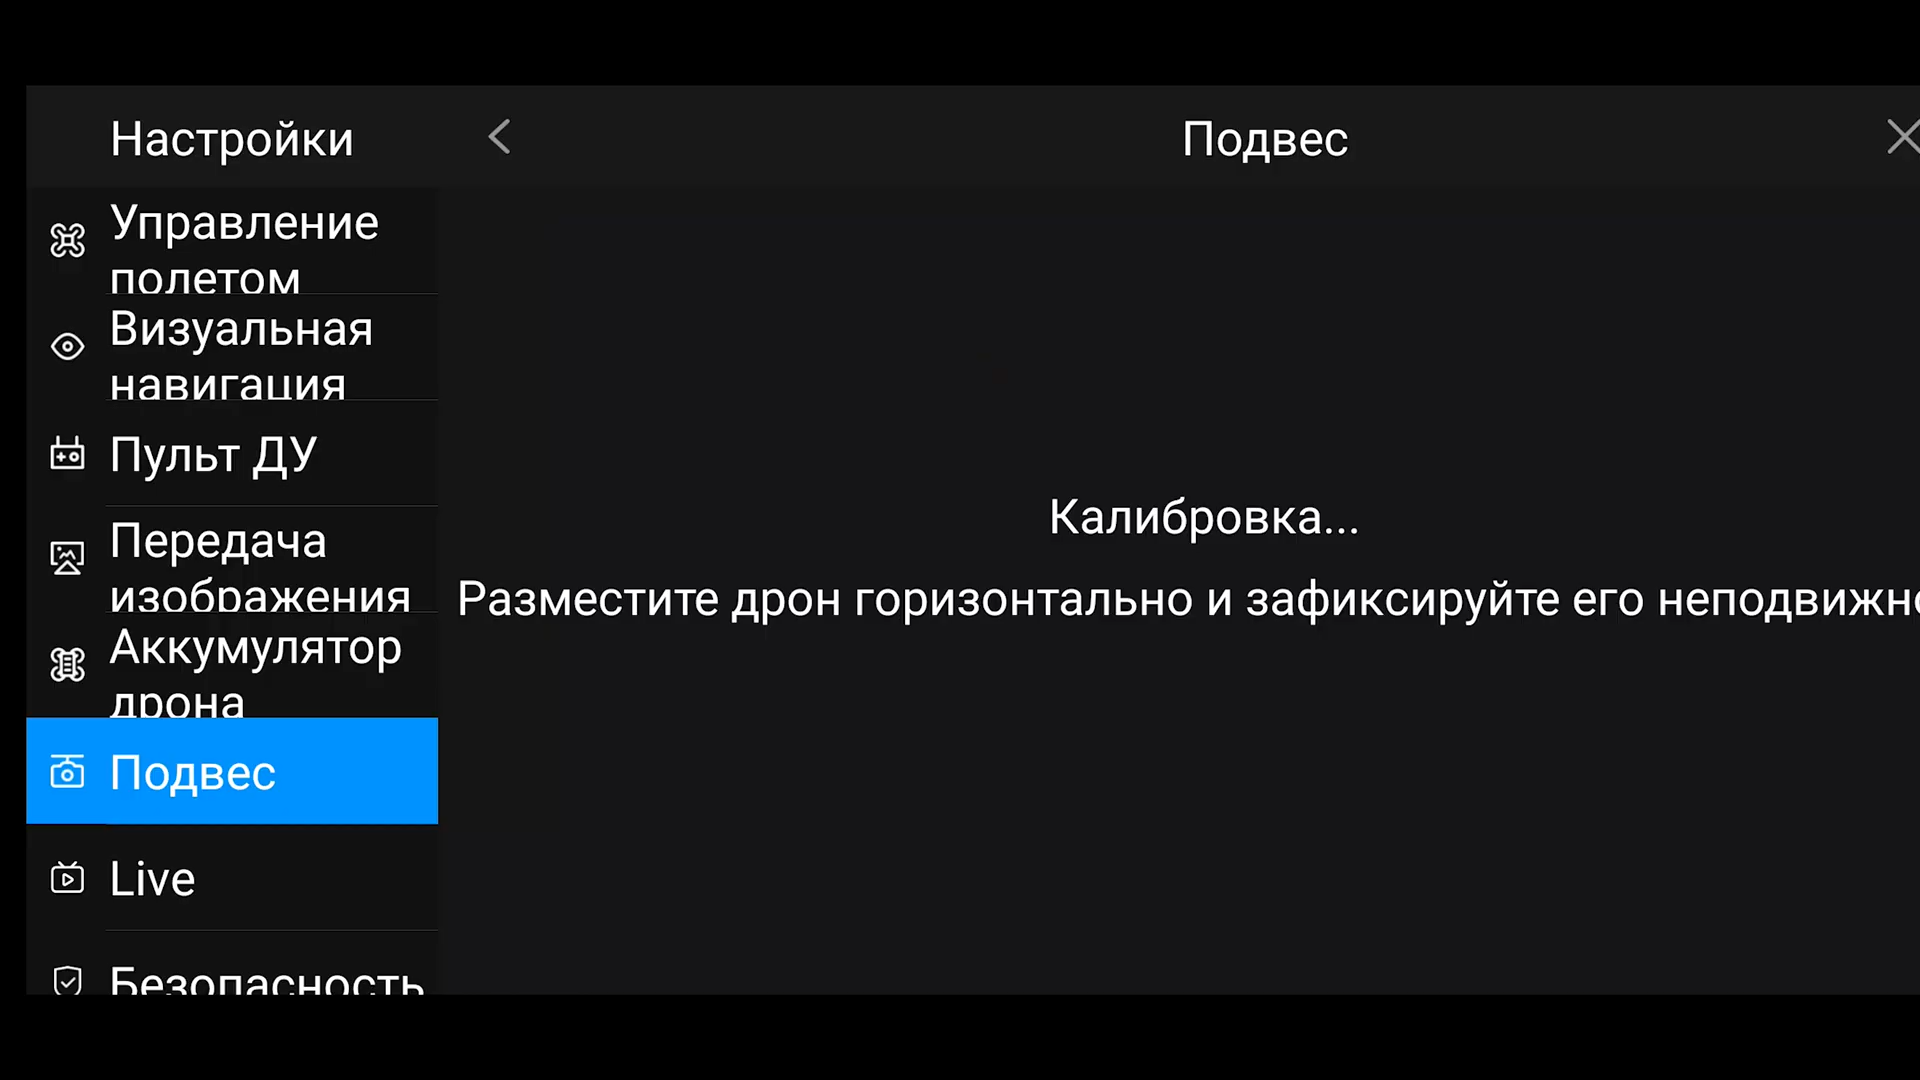 Настройки
Подвес
Управление
полетом
Визуальная
навигация
Пульт ДУ
Передача
изображения
Аккумулятор
дрона
Подвес
Live
Безопасность
Калибровка...
Разместите дрон горизонтально и зафиксируйте его неподвижно